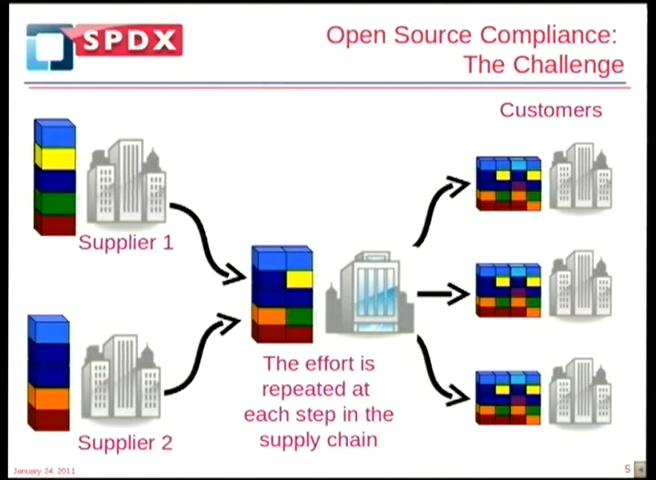 SPDX
Open Source Compliance:
The Challenge
Customers
Supplier 1
The effort is
repeated at
each step in the
supply chain
Supplier 2
January 24, 2011
5